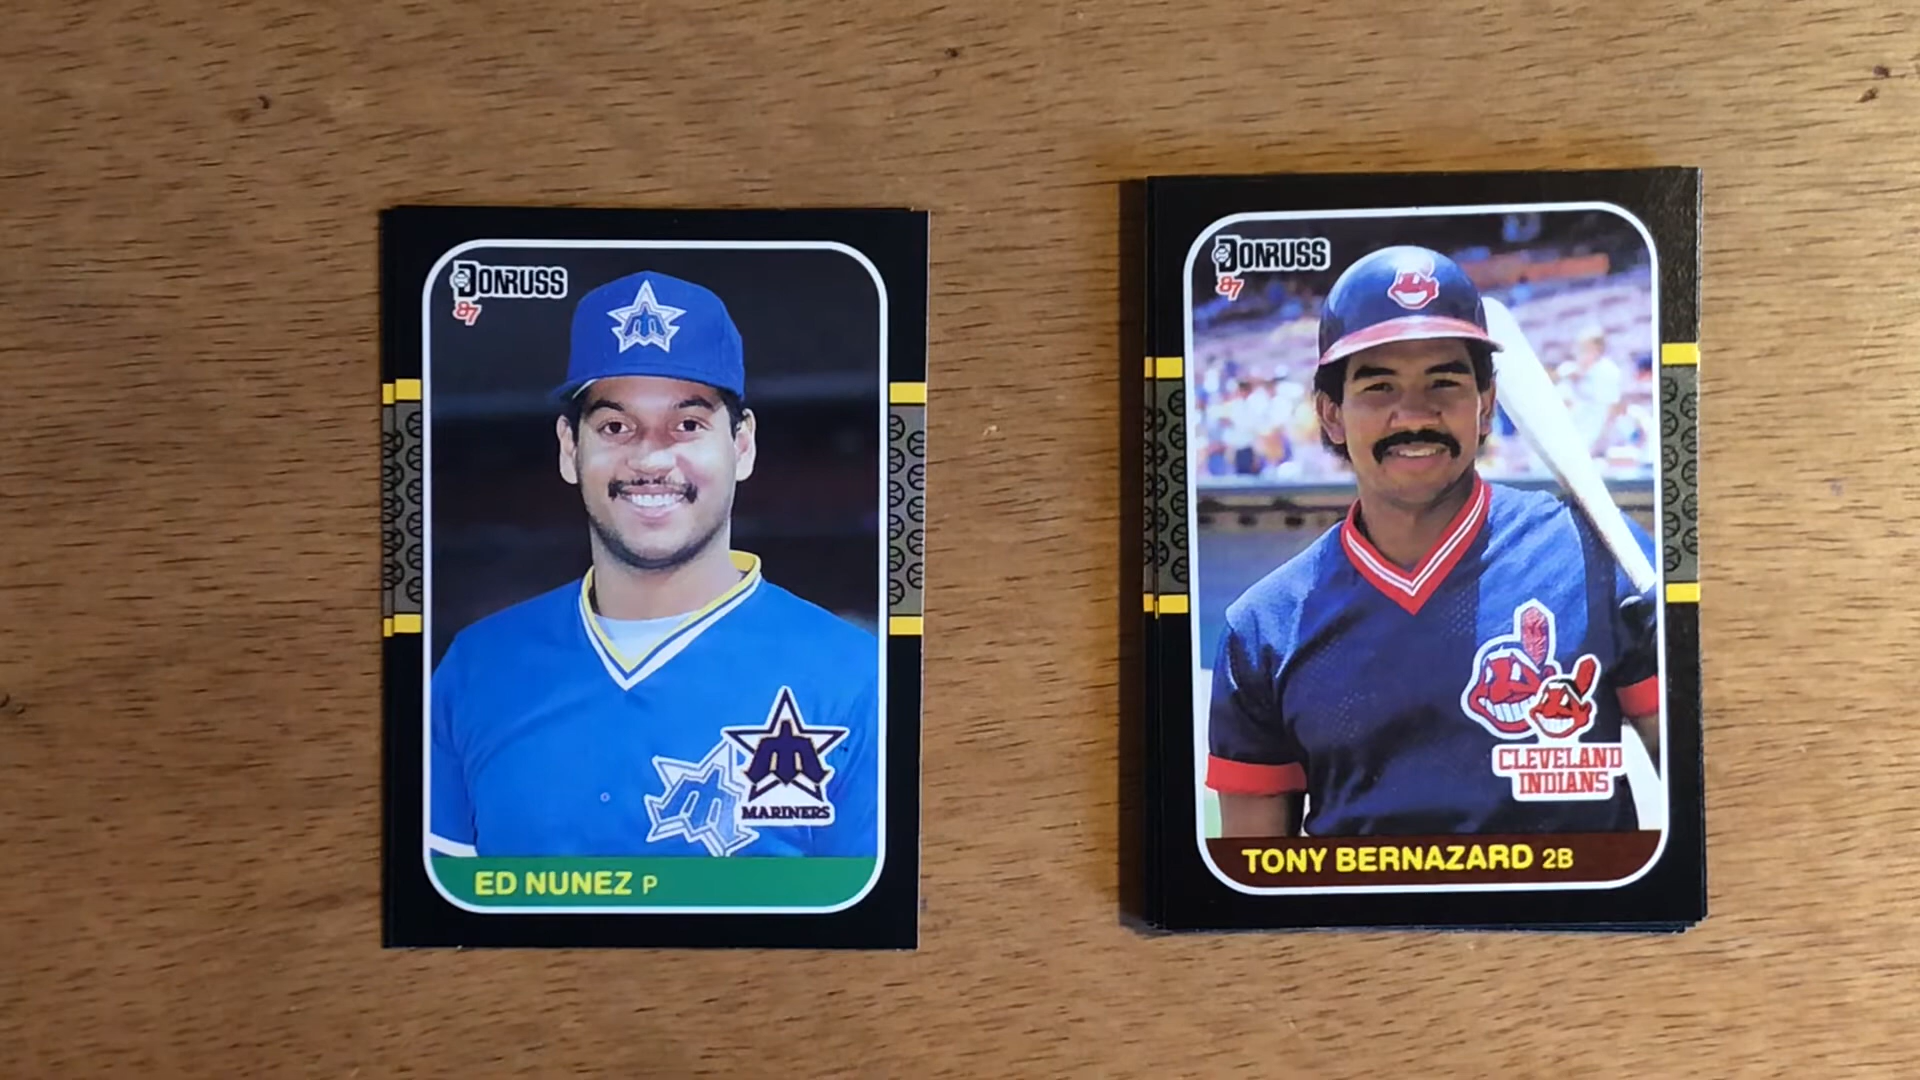 DONRUSS
87
MARINERS
ED NUNEZ P
DONRUSS
87
CLEVELAND
INDIANS
TONY BERNAZARD 2B